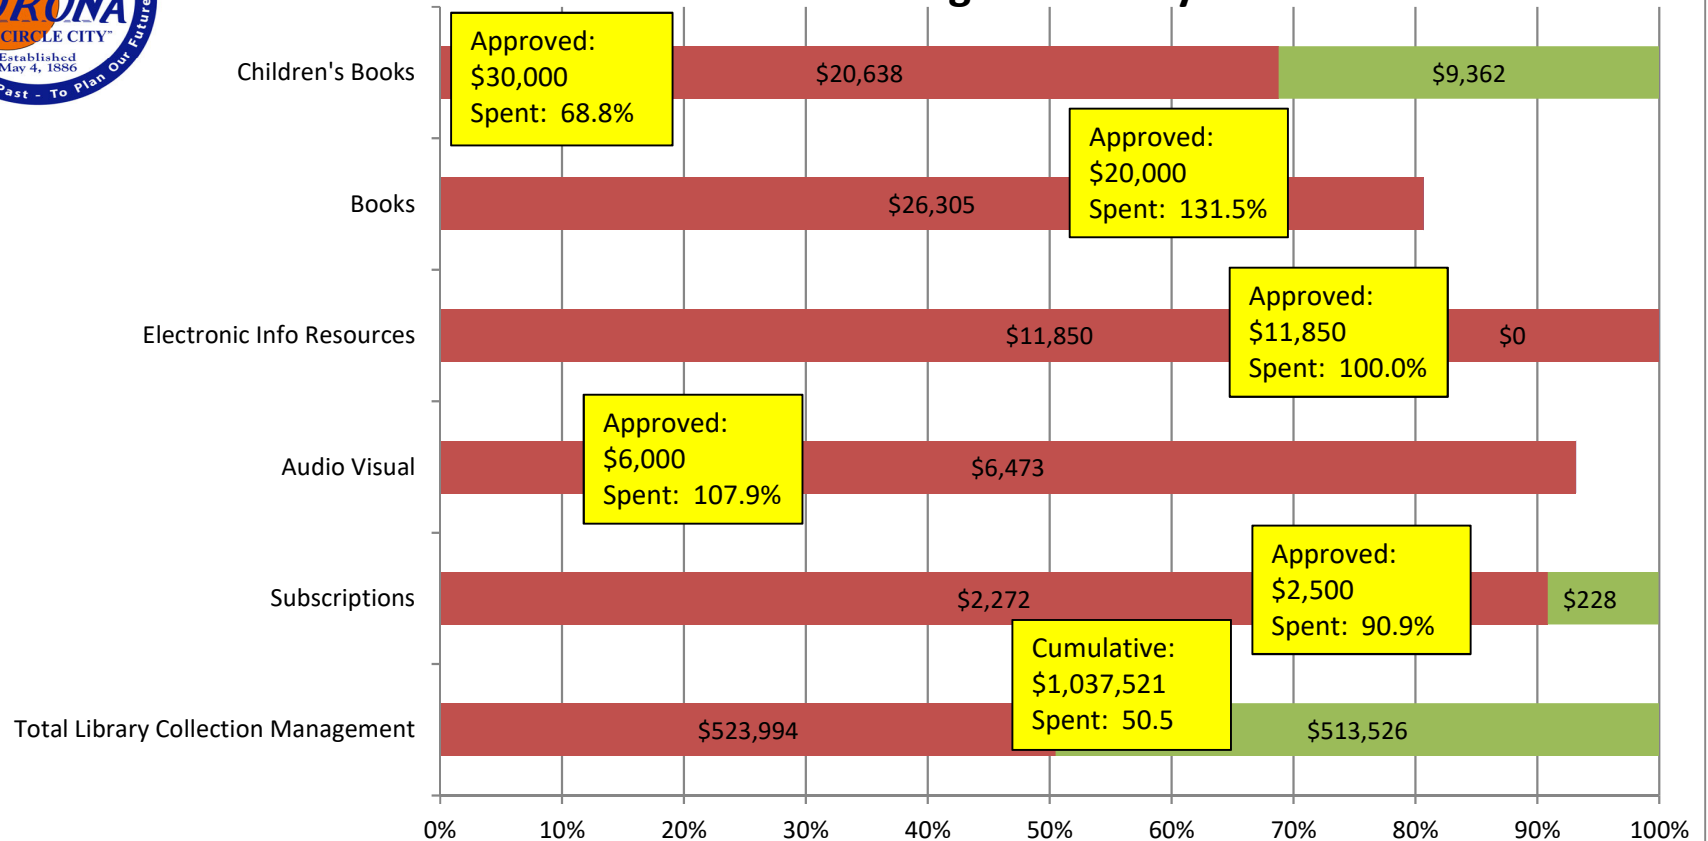 CIRCLE CITY™
Established
May 4, 1886
Past - To Plan Our Future
Children's Books
Approved:
$30,000
Spent: 68.8%
$20,638
$9,362
Books
$26,305
Approved:
$20,000
Spent: 131.5%
Electronic Info Resources
$11,850
Approved:
$11,850
Spent: 100.0%
$0
Audio Visual
Approved:
$6,000
Spent: 107.9%
$6,473
Subscriptions
$2,272
Approved:
$2,500
Spent: 90.9%
$228
Total Library Collection Management
$523,994
Cumulative:
$1,037,521
Spent: 50.5
$513,526
0% 10% 20% 30% 40% 50% 60% 70% 80% 90% 100%